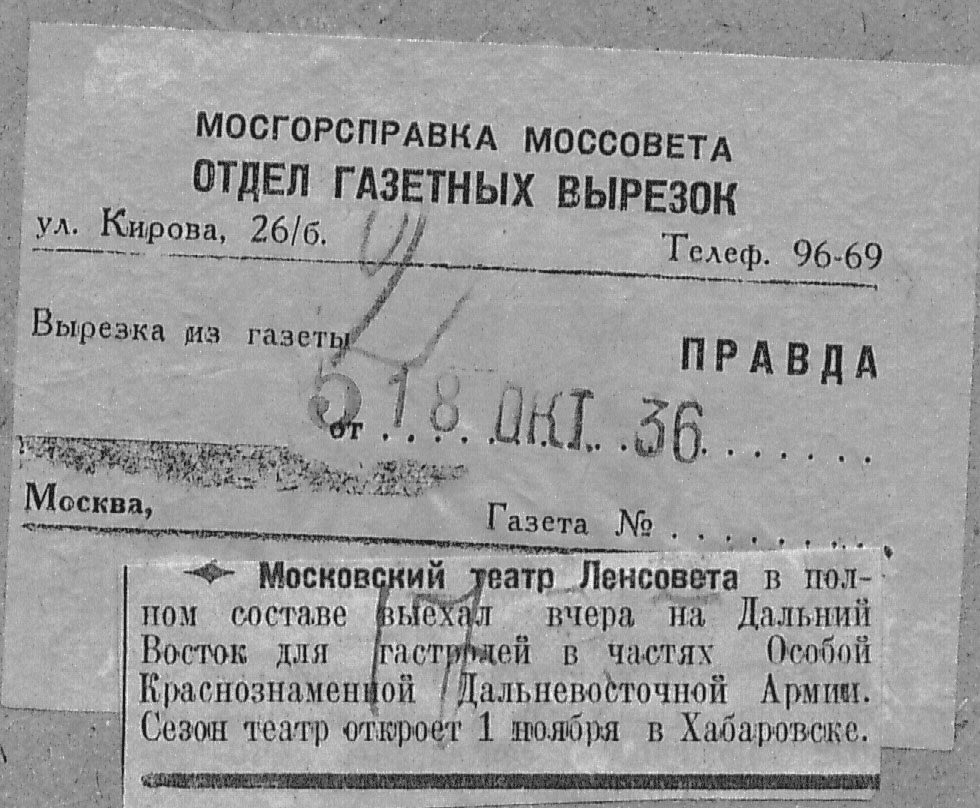 МОСГОРСПРАВКА МОССОВЕТА
ОТДЕЛ ГАЗЕТНЫХ ВЫРЕЗОК
ул. Кирова, 26/б. Телеф. 96-69
Вырезка из газеты
ПРАВДА
от 18 ОКТ. 36
Москва, Газета №
Московский театр Ленсовета в пол-
ном составе выехал вчера на Дальний
Восток для гастролей в частях Особой
Краснознаменной Дальневосточной Армии.
Сезон театр откроет 1 ноября в Хабаровске.